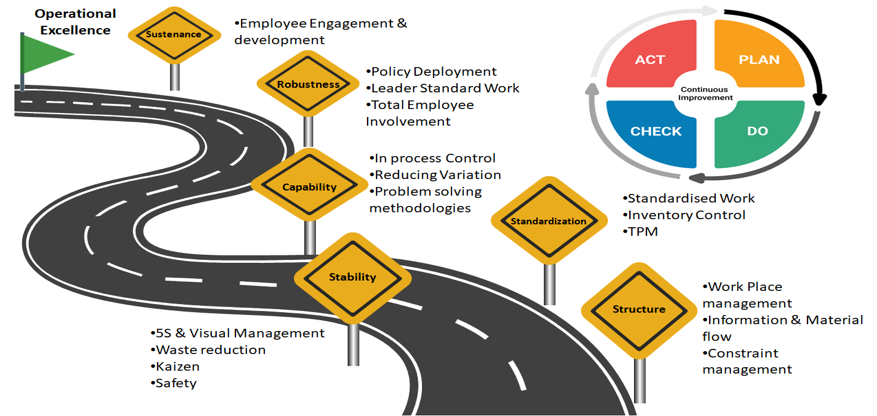 Operational
Excellence
Sustenance
•Employee Engagement &
development
Robustness
•Policy Deployment
•Leader Standard Work
•Total Employee
Involvement
ACT
PLAN
Continuous
Improvement
CHECK
DO
Capability
•In process Control
•Reducing Variation
•Problem solving
methodologies
Standardization
•Standardised Work
•Inventory Control
•TPM
Stability
•5S & Visual Management
•Waste reduction
•Kaizen
•Safety
Structure
•Work Place
management
•Information & Material
flow
•Constraint
management